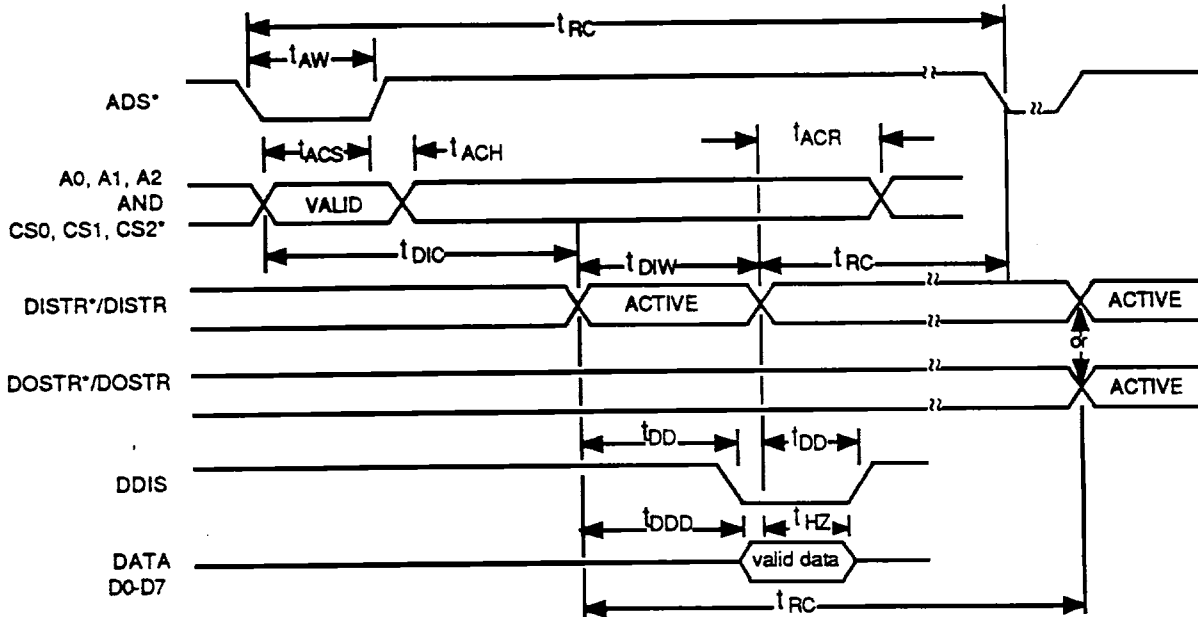 tRC
tAW
ADS*
tACS
tACH
tACR
A0, A1, A2
AND
CS0, CS1, CS2*
VALID
tDIC
tDIW
tRC
DISTR*/DISTR
ACTIVE
ACTIVE
or
DOSTR*/DOSTR
ACTIVE
tDD
tDD
DDIS
tDDD
tHZ
DATA
D0-D7
valid data
tRC